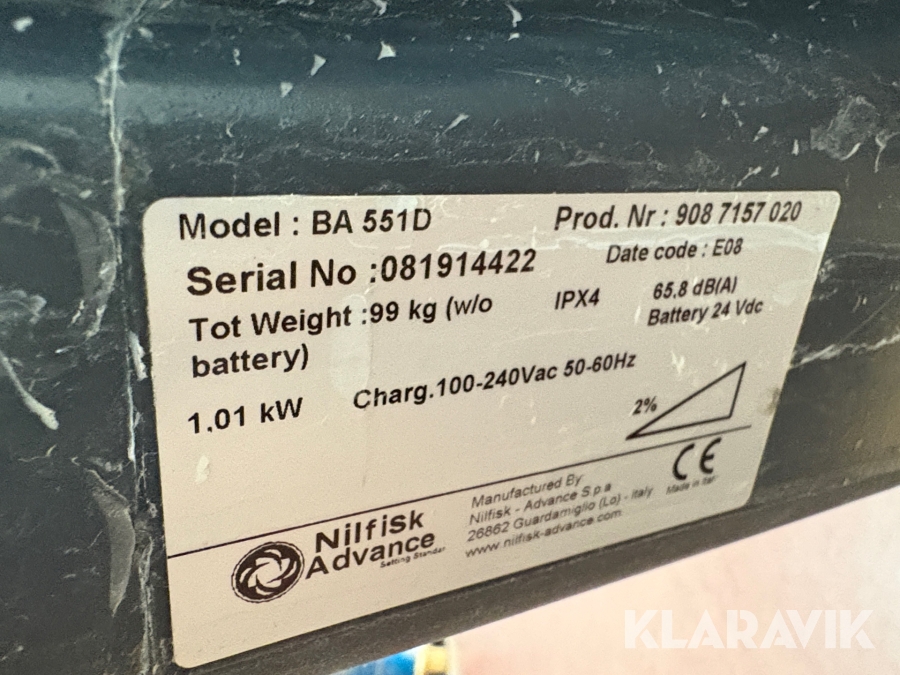 Model : BA 551D
Prod. Nr : 908 7157 020
Serial No :081914422
Date code : E08
Tot Weight :99 kg (w/o
battery)
IPX4
65,8 dB(A)
Battery 24 Vdc
1,01 kW
Charg.100-240Vac 50-60Hz
2%
Nilfisk
Advance
Setting Standar
Manufactured By
Nilfisk - Advance S.p.a
26862 Guardamiglio (Lo) - Italy
www.nilfisk-advance.com
CE
Made in Italy
KLARAVIK